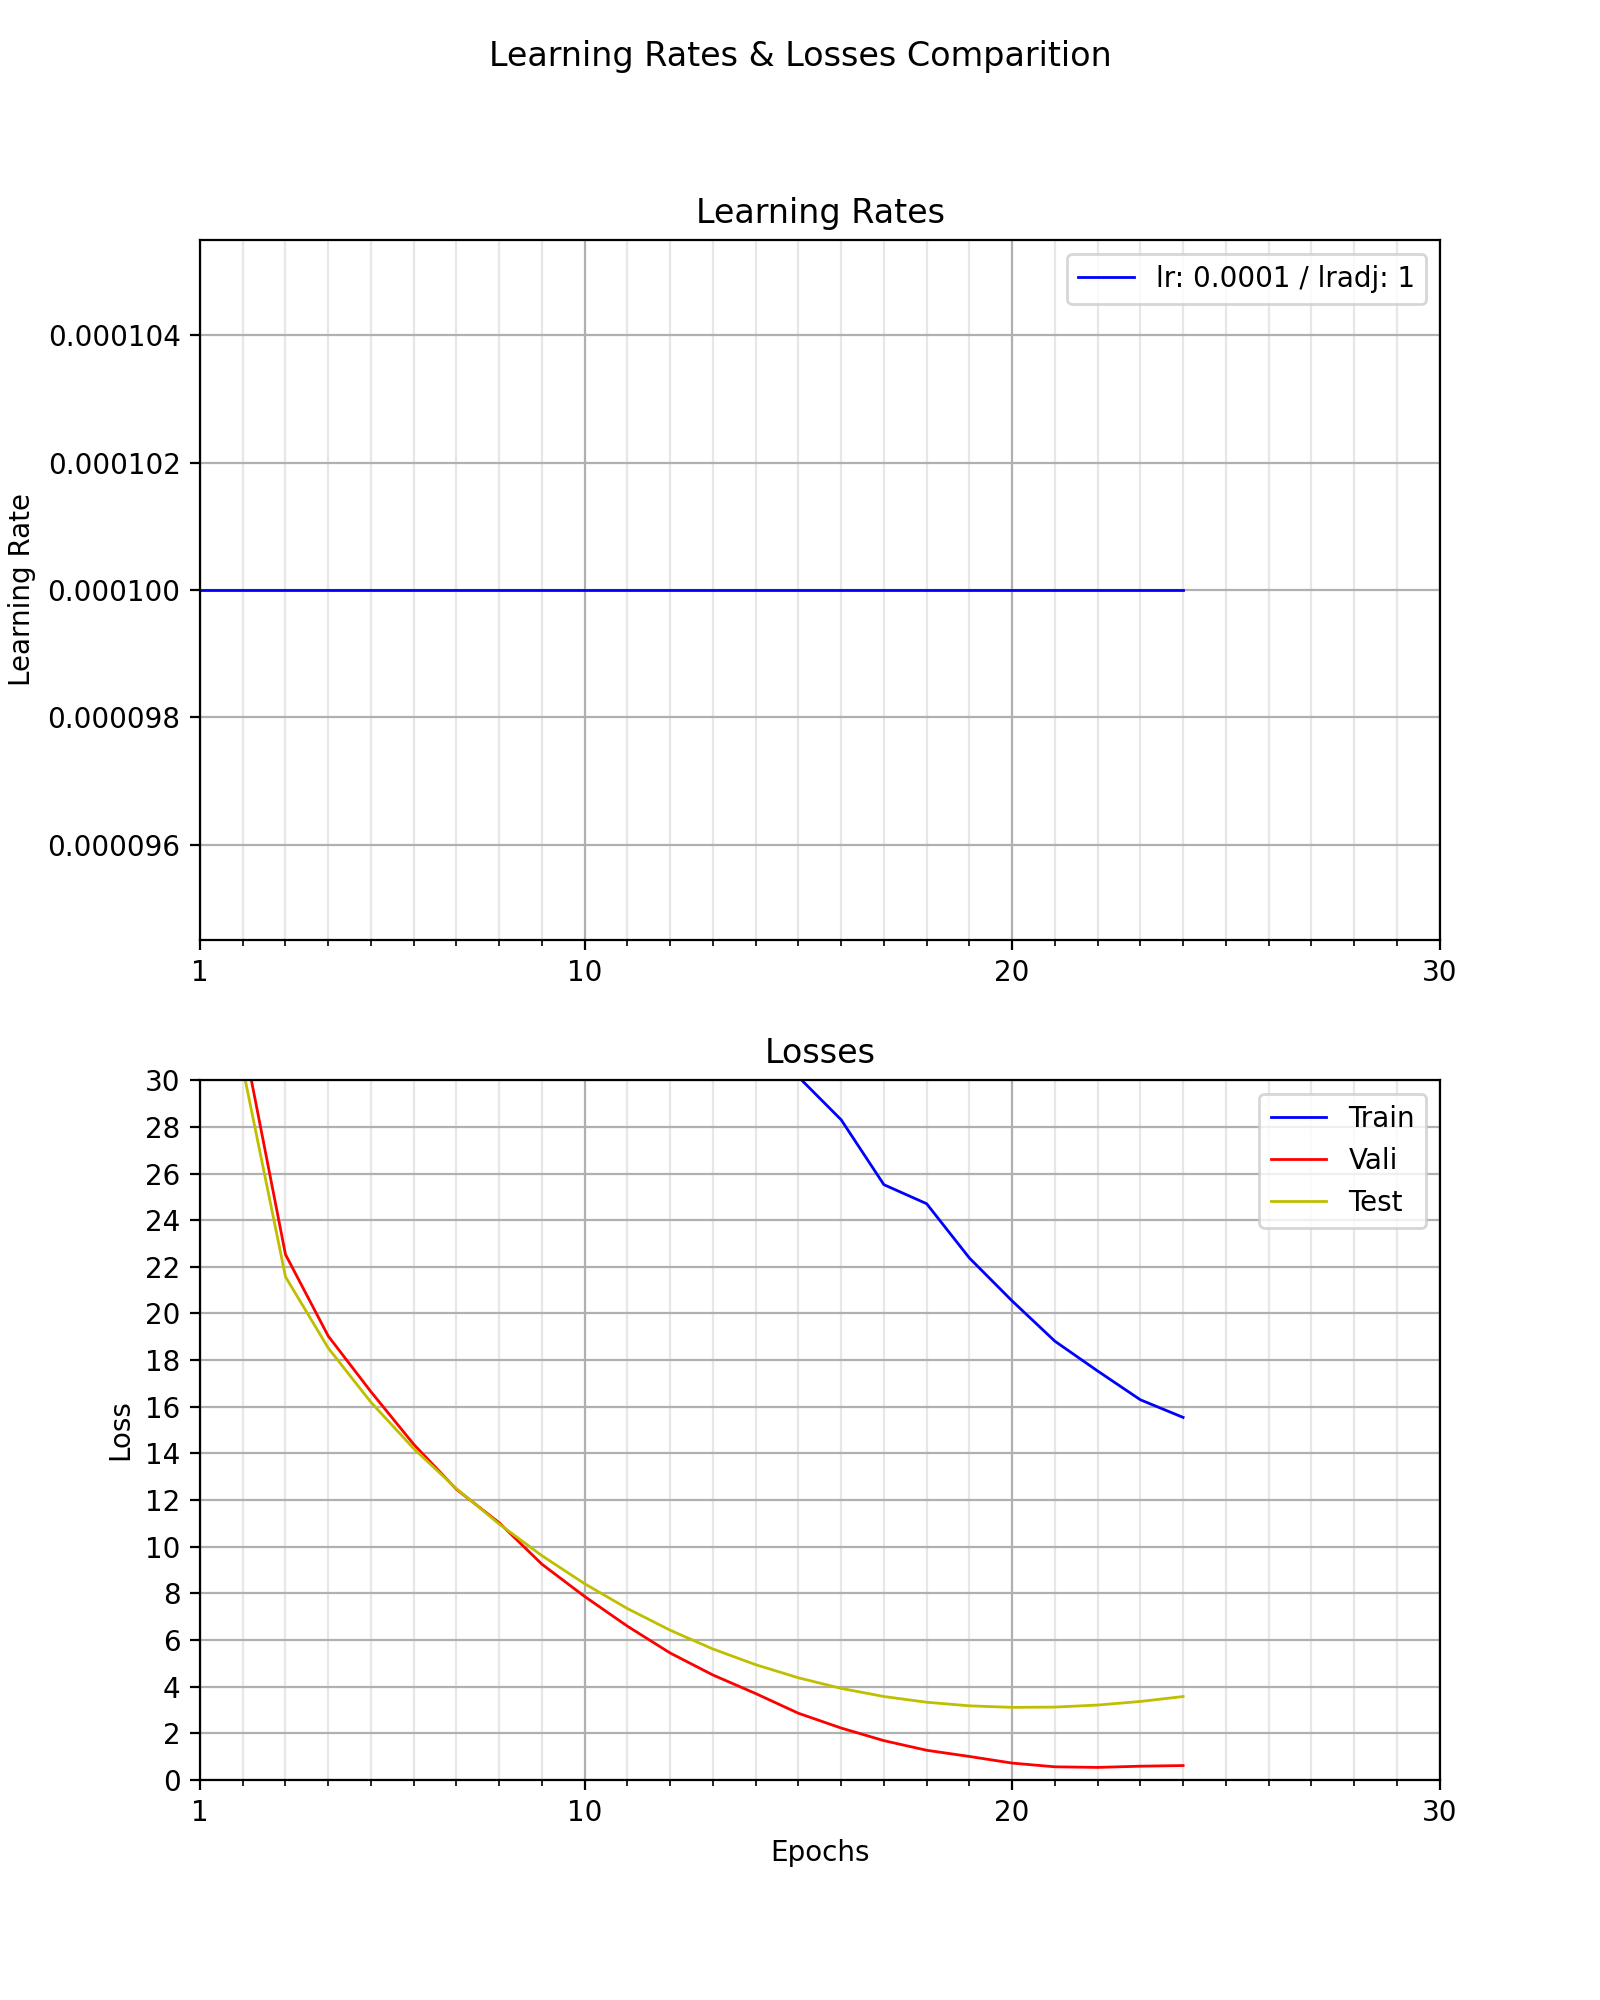 Learning Rates & Losses Comparition
Learning Rates
lr: 0.0001 / lradj: 1
Learning Rate
0.000104
0.000102
0.000100
0.000098
0.000096
1 10 20 30
Losses
Train
Vali
Test
Loss
30
28
26
24
22
20
18
16
14
12
10
8
6
4
2
0
1 10 20 30
Epochs